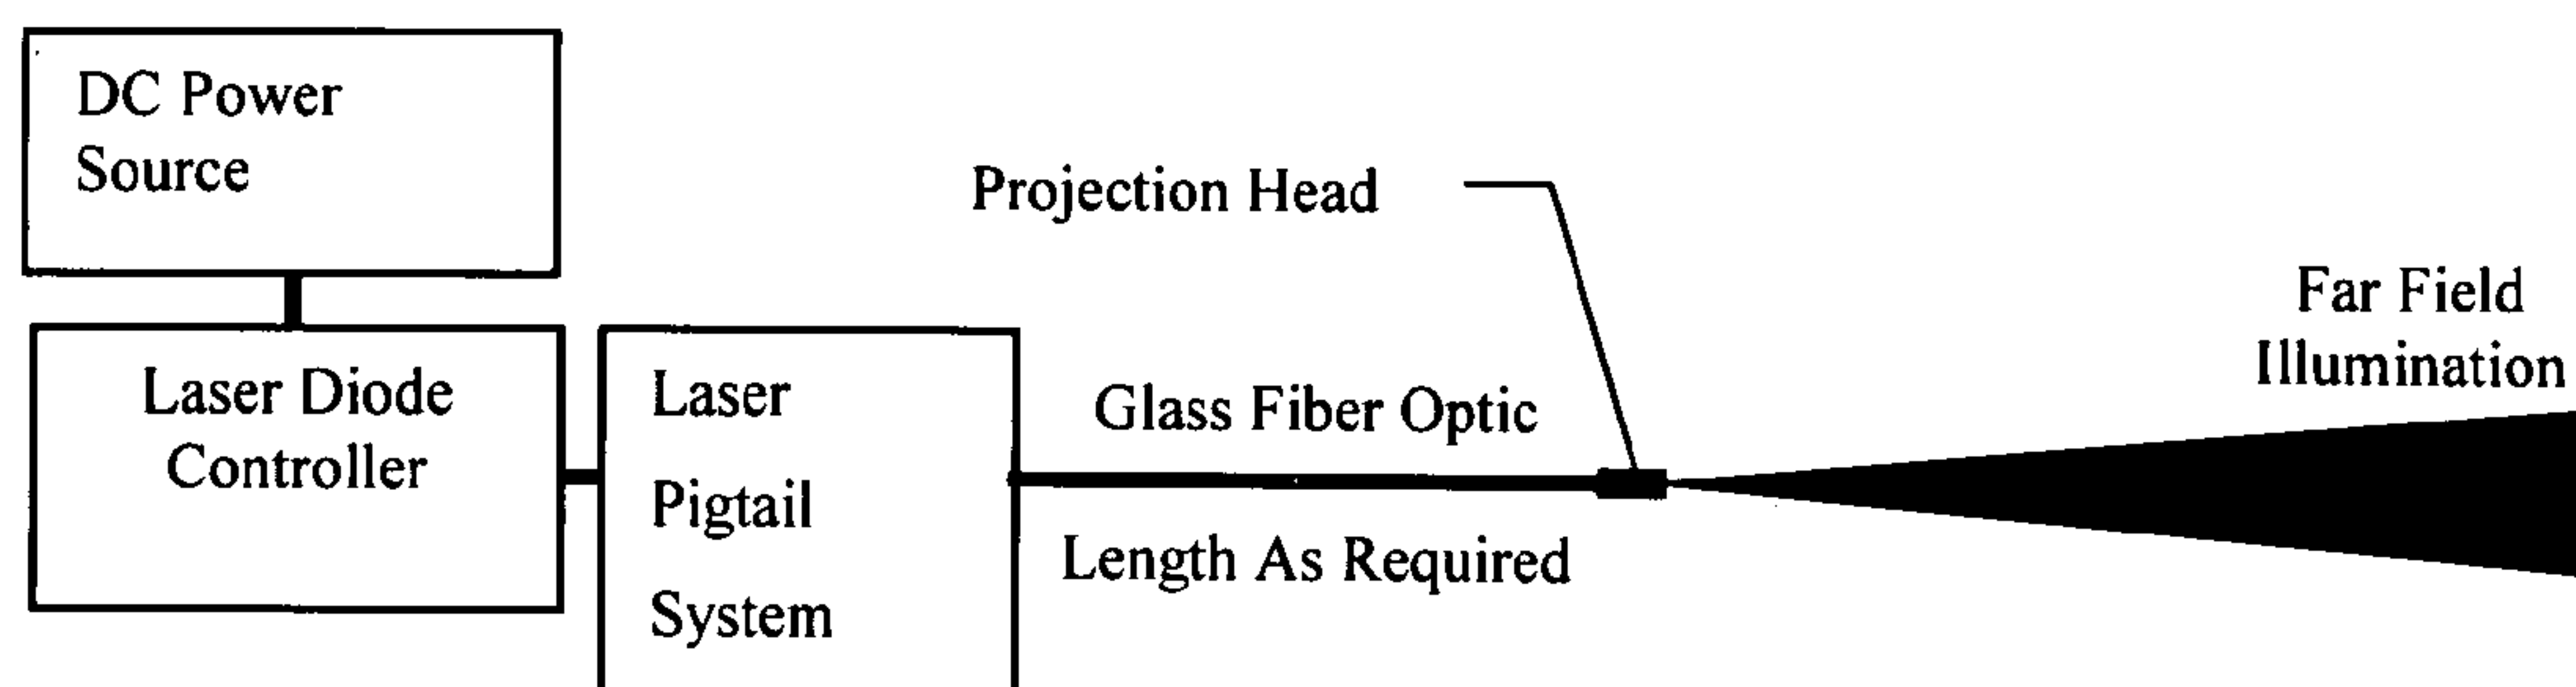 DC Power
Source
Projection Head
Far Field
Illumination
Laser Diode
Controller
Laser
Pigtail
System
Glass Fiber Optic
Length As Required